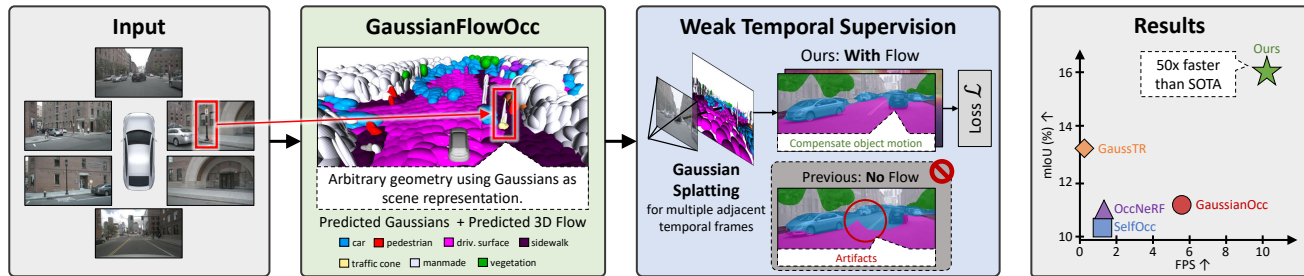 Input
GaussianFlowOcc
Arbitrary geometry using Gaussians as
scene representation.
Predicted Gaussians + Predicted 3D Flow
car
pedestrian
driv. surface
sidewalk
traffic cone
manmade
vegetation
Weak Temporal Supervision
Ours: With Flow
Compensate object motion
Loss ℒ
Gaussian
Splatting
for multiple adjacent
temporal frames
Previous: No Flow
Artifacts
Results
Ours
50x faster
than SOTA
GaussTR
OccNeRF
SelfOcc
GaussianOcc
mIoU (%) ↑
16
14
12
10
0
2
4
6
8
10
FPS ↑